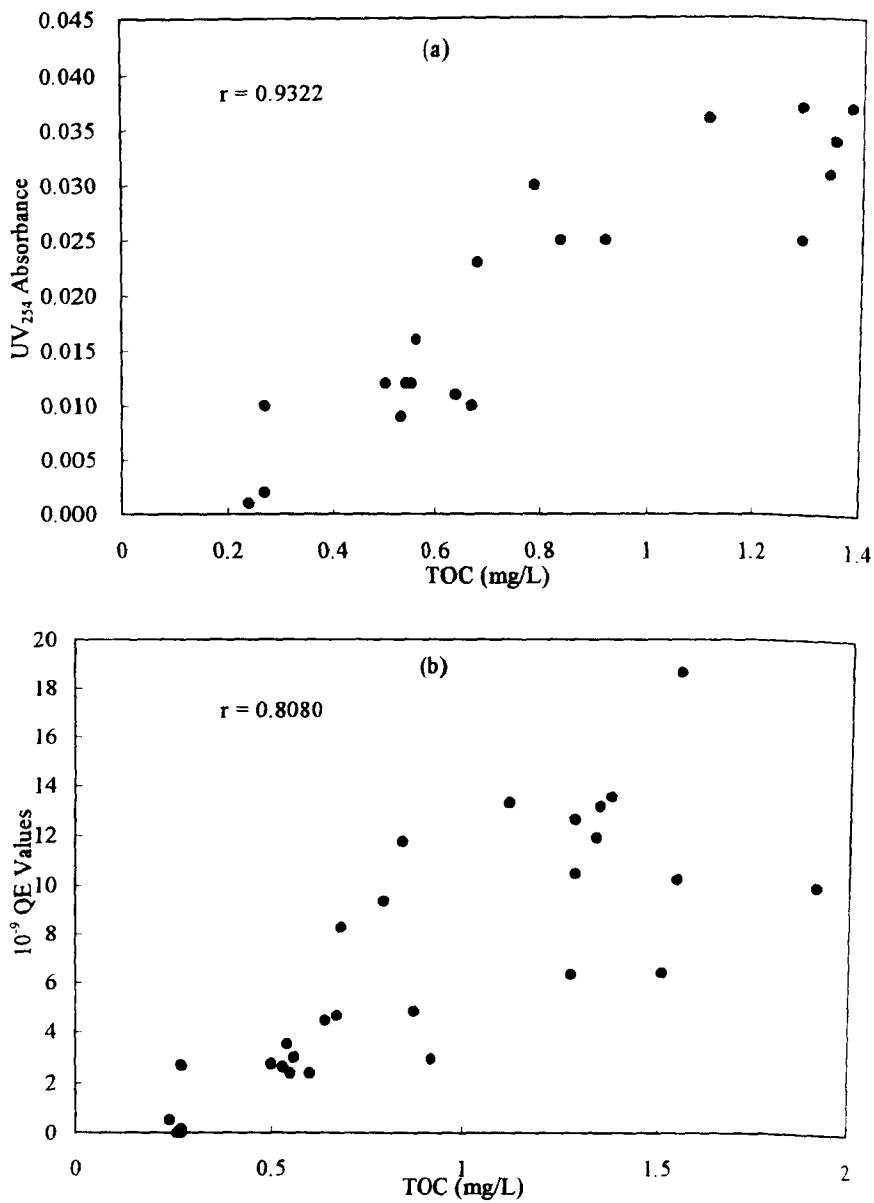 (a)
r = 0.9322
0.045
0.040
0.035
0.030
0.025
0.020
0.015
0.010
0.005
0.000
UV₂₅₄ Absorbance
0 0.2 0.4 0.6 0.8 1 1.2 1.4
TOC (mg/L)
(b)
r = 0.8080
20
18
16
14
12
10
8
6
4
2
0
10⁻⁹ QE Values
0 0.5 1 1.5 2
TOC (mg/L)